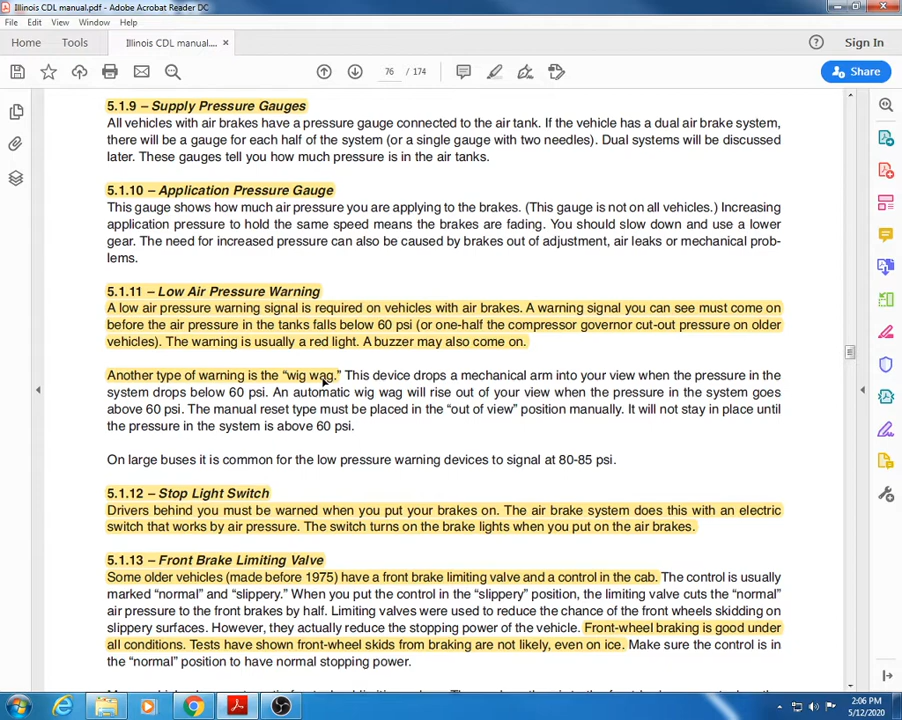 Illinois CDL manual.pdf - Adobe Acrobat Reader DC
File Edit View Window Help
Home Tools Illinois CDL manual.... × Sign In
76 / 174 Share
5.1.9 – Supply Pressure Gauges
All vehicles with air brakes have a pressure gauge connected to the air tank. If the vehicle has a dual air brake system,
there will be a gauge for each half of the system (or a single gauge with two needles). Dual systems will be discussed
later. These gauges tell you how much pressure is in the air tanks.
5.1.10 – Application Pressure Gauge
This gauge shows how much air pressure you are applying to the brakes. (This gauge is not on all vehicles.) Increasing
application pressure to hold the same speed means the brakes are fading. You should slow down and use a lower
gear. The need for increased pressure can also be caused by brakes out of adjustment, air leaks or mechanical prob-
lems.
5.1.11 – Low Air Pressure Warning
A low air pressure warning signal is required on vehicles with air brakes. A warning signal you can see must come on
before the air pressure in the tanks falls below 60 psi (or one-half the compressor governor cut-out pressure on older
vehicles). The warning is usually a red light. A buzzer may also come on.
Another type of warning is the “wig wag.” This device drops a mechanical arm into your view when the pressure in the
system drops below 60 psi. An automatic wig wag will rise out of your view when the pressure in the system goes
above 60 psi. The manual reset type must be placed in the “out of view” position manually. It will not stay in place until
the pressure in the system is above 60 psi.
On large buses it is common for the low pressure warning devices to signal at 80-85 psi.
5.1.12 – Stop Light Switch
Drivers behind you must be warned when you put your brakes on. The air brake system does this with an electric
switch that works by air pressure. The switch turns on the brake lights when you put on the air brakes.
5.1.13 – Front Brake Limiting Valve
Some older vehicles (made before 1975) have a front brake limiting valve and a control in the cab. The control is usually
marked “normal” and “slippery.” When you put the control in the “slippery” position, the limiting valve cuts the “normal”
air pressure to the front brakes by half. Limiting valves were used to reduce the chance of the front wheels skidding on
slippery surfaces. However, they actually reduce the stopping power of the vehicle. Front-wheel braking is good under
all conditions. Tests have shown front-wheel skids from braking are not likely, even on ice. Make sure the control is in
the “normal” position to have normal stopping power.
2:06 PM
5/12/2020